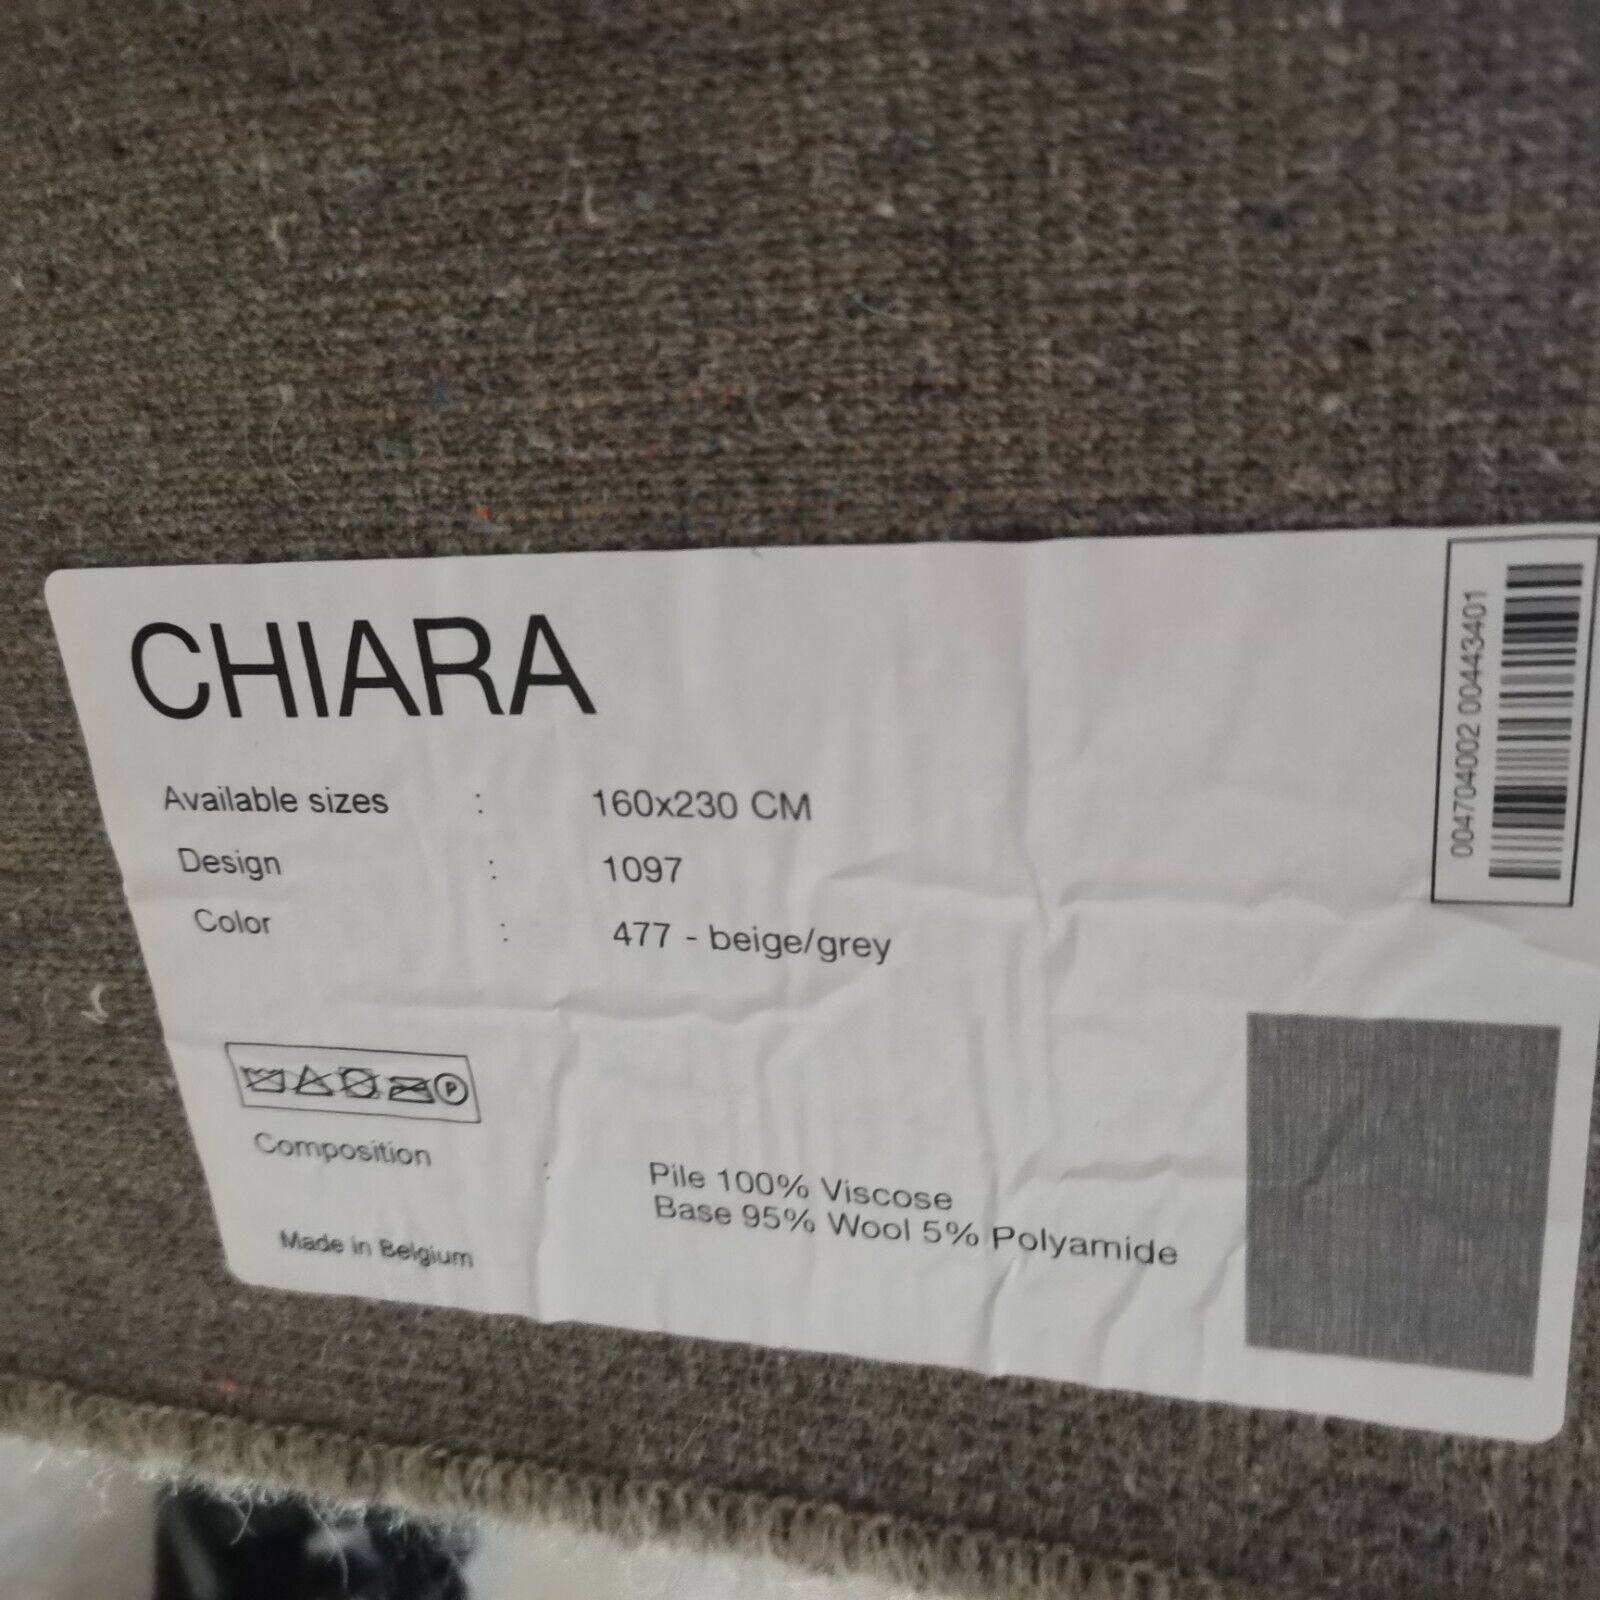 CHIARA
Available sizes : 160x230 CM
Design : 1097
Color : 477 - beige/grey
P
Composition : Pile 100% Viscose
Base 95% Wool 5% Polyamide
Made in Belgium
004704002 00443401